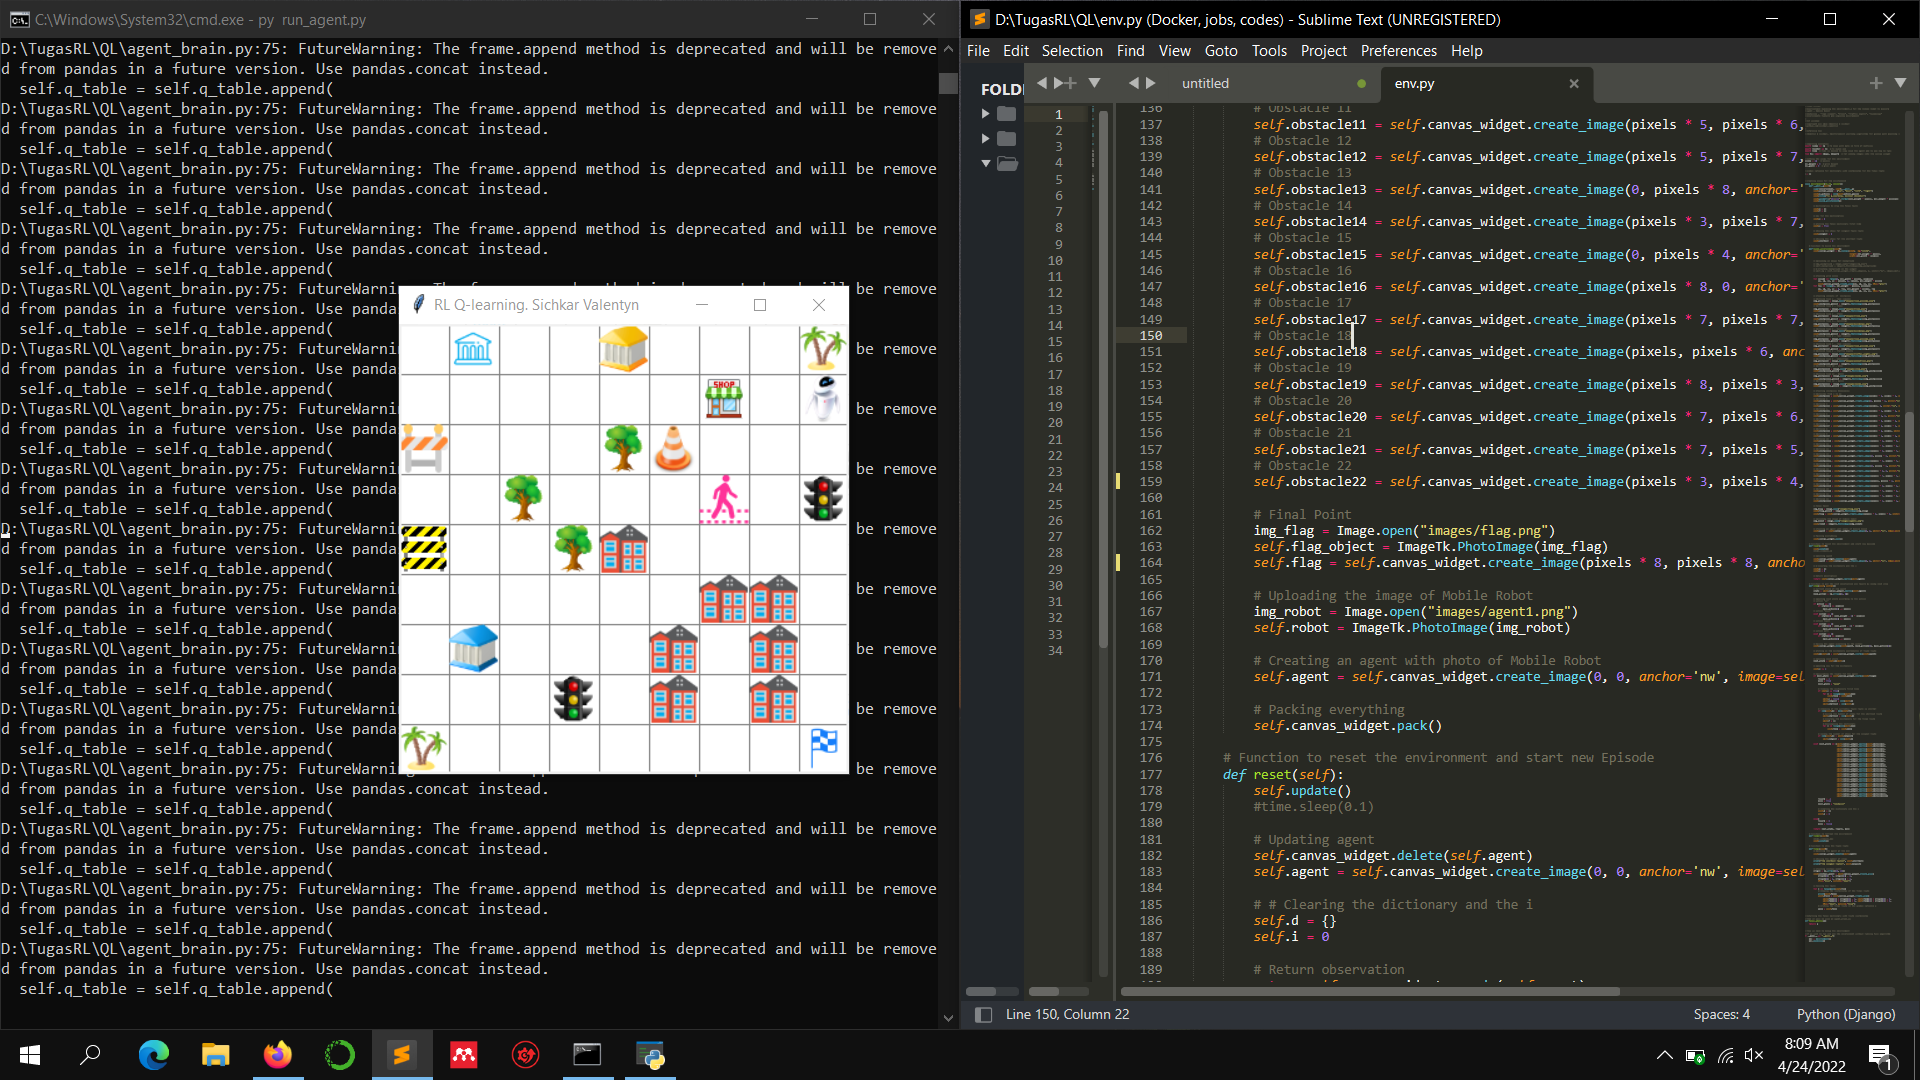 C:\Windows\System32\cmd.exe - py  run_agent.py
D:\TugasRL\QL\agent_brain.py:75: FutureWarning: The frame.append method is deprecated and will be remove
d from pandas in a future version. Use pandas.concat instead.
self.q_table = self.q_table.append(
D:\TugasRL\QL\agent_brain.py:75: FutureWarning: The frame.append method is deprecated and will be remove
d from pandas in a future version. Use pandas.concat instead.
self.q_table = self.q_table.append(
D:\TugasRL\QL\agent_brain.py:75: FutureWarning: The frame.append method is deprecated and will be remove
d from pandas in a future version. Use pandas.concat instead.
self.q_table = self.q_table.append(
D:\TugasRL\QL\agent_brain.py:75: FutureWarning: The frame.append method is deprecated and will be remove
d from pandas in a future version. Use pandas.concat instead.
self.q_table = self.q_table.append(
D:\TugasRL\QL\agent_brain.py:75: FutureWarning: The frame.append method is deprecated and will be remove
d from pandas in a future version. Use panda
self.q_table = self.q_table.append(
D:\TugasRL\QL\agent_brain.py:75: FutureWarni be remove
d from pandas in a future version. Use panda
self.q_table = self.q_table.append(
D:\TugasRL\QL\agent_brain.py:75: FutureWarni be remove
d from pandas in a future version. Use panda
self.q_table = self.q_table.append(
D:\TugasRL\QL\agent_brain.py:75: FutureWarni be remove
d from pandas in a future version. Use panda
self.q_table = self.q_table.append(
D:\TugasRL\QL\agent_brain.py:75: FutureWarni be remove
d from pandas in a future version. Use panda
self.q_table = self.q_table.append(
D:\TugasRL\QL\agent_brain.py:75: FutureWarni be remove
d from pandas in a future version. Use panda
self.q_table = self.q_table.append(
D:\TugasRL\QL\agent_brain.py:75: FutureWarni be remove
d from pandas in a future version. Use panda
self.q_table = self.q_table.append(
D:\TugasRL\QL\agent_brain.py:75: FutureWarni be remove
d from pandas in a future version. Use panda
self.q_table = self.q_table.append(
D:\TugasRL\QL\agent_brain.py:75: FutureWarni be remove
d from pandas in a future version. Use pandas.concat instead.
self.q_table = self.q_table.append(
D:\TugasRL\QL\agent_brain.py:75: FutureWarning: The frame.append method is deprecated and will be remove
d from pandas in a future version. Use pandas.concat instead.
self.q_table = self.q_table.append(
D:\TugasRL\QL\agent_brain.py:75: FutureWarning: The frame.append method is deprecated and will be remove
d from pandas in a future version. Use pandas.concat instead.
self.q_table = self.q_table.append(
D:\TugasRL\QL\agent_brain.py:75: FutureWarning: The frame.append method is deprecated and will be remove
d from pandas in a future version. Use pandas.concat instead.
self.q_table = self.q_table.append(
RL Q-learning. Sichkar Valentyn
SHOP
D:\TugasRL\QL\env.py (Docker, jobs, codes) - Sublime Text (UNREGISTERED)
File Edit Selection Find View Goto Tools Project Preferences Help
FOLD
untitled
env.py
1
2
3
4
5
6
7
8
9
10
11
12
13
14
15
16
17
18
19
20
21
22
23
24
25
26
27
28
29
30
31
32
33
34
136 # Obstacle 11
137 self.obstacle11 = self.canvas_widget.create_image(pixels * 5, pixels * 6,
138 # Obstacle 12
139 self.obstacle12 = self.canvas_widget.create_image(pixels * 5, pixels * 7,
140 # Obstacle 13
141 self.obstacle13 = self.canvas_widget.create_image(0, pixels * 8, anchor='
142 # Obstacle 14
143 self.obstacle14 = self.canvas_widget.create_image(pixels * 3, pixels * 7,
144 # Obstacle 15
145 self.obstacle15 = self.canvas_widget.create_image(0, pixels * 4, anchor='
146 # Obstacle 16
147 self.obstacle16 = self.canvas_widget.create_image(pixels * 8, 0, anchor='
148 # Obstacle 17
149 self.obstacle17 = self.canvas_widget.create_image(pixels * 7, pixels * 7,
150 # Obstacle 18
151 self.obstacle18 = self.canvas_widget.create_image(pixels, pixels * 6, anc
152 # Obstacle 19
153 self.obstacle19 = self.canvas_widget.create_image(pixels * 8, pixels * 3,
154 # Obstacle 20
155 self.obstacle20 = self.canvas_widget.create_image(pixels * 7, pixels * 6,
156 # Obstacle 21
157 self.obstacle21 = self.canvas_widget.create_image(pixels * 7, pixels * 5,
158 # Obstacle 22
159 self.obstacle22 = self.canvas_widget.create_image(pixels * 3, pixels * 4,
160
161 # Final Point
162 img_flag = Image.open("images/flag.png")
163 self.flag_object = ImageTk.PhotoImage(img_flag)
164 self.flag = self.canvas_widget.create_image(pixels * 8, pixels * 8, ancho
165
166 # Uploading the image of Mobile Robot
167 img_robot = Image.open("images/agent1.png")
168 self.robot = ImageTk.PhotoImage(img_robot)
169
170 # Creating an agent with photo of Mobile Robot
171 self.agent = self.canvas_widget.create_image(0, 0, anchor='nw', image=sel
172
173 # Packing everything
174 self.canvas_widget.pack()
175
176 # Function to reset the environment and start new Episode
177 def reset(self):
178 self.update()
179 #time.sleep(0.1)
180
181 # Updating agent
182 self.canvas_widget.delete(self.agent)
183 self.agent = self.canvas_widget.create_image(0, 0, anchor='nw', image=sel
184
185 # # Clearing the dictionary and the i
186 self.d = {}
187 self.i = 0
188
189 # Return observation
Line 150, Column 22
Spaces: 4
Python (Django)
8:09 AM
4/24/2022
1